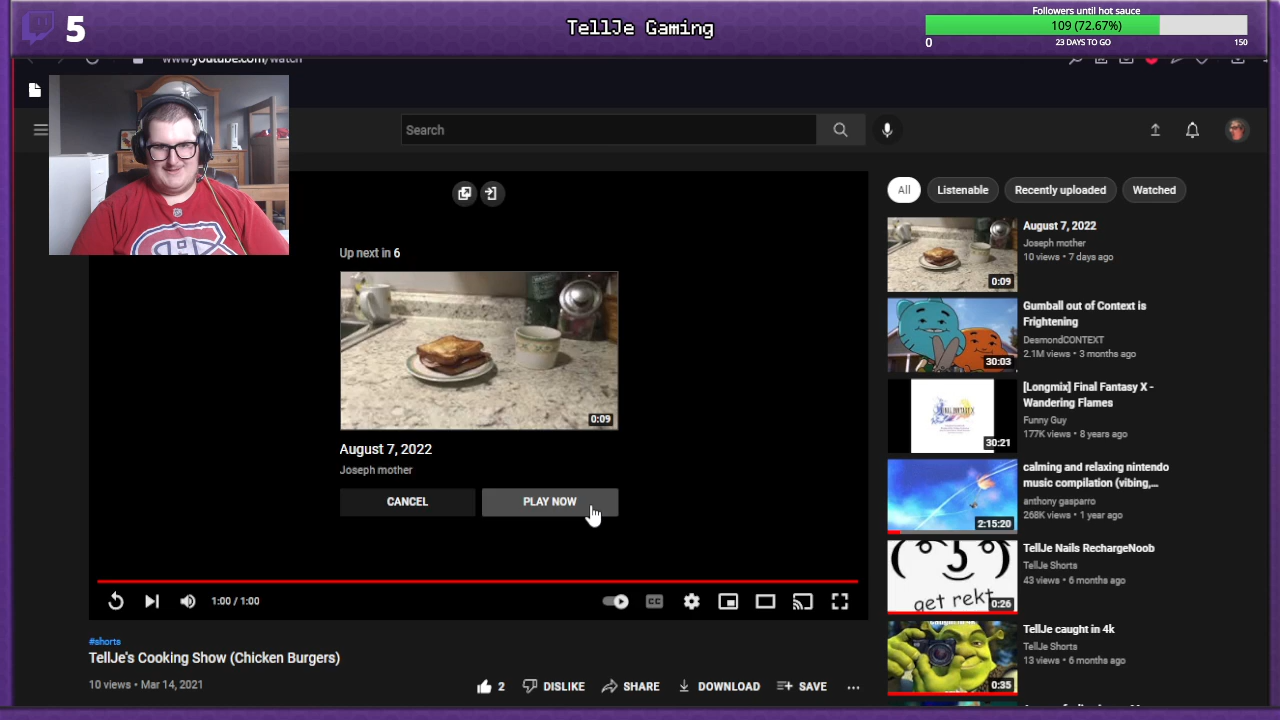 5
TellJe Gaming
Followers until hot sauce
109 (72.67%)
0
23 DAYS TO GO
150
www.youtube.com/watch
Search
All
Listenable
Recently uploaded
Watched
Up next in 6
0:09
August 7, 2022
Joseph mother
CANCEL
PLAY NOW
1:00 / 1:00
CC
#shorts
TellJe's Cooking Show (Chicken Burgers)
10 views • Mar 14, 2021
2
DISLIKE
SHARE
DOWNLOAD
SAVE
0:09
August 7, 2022
Joseph mother
10 views • 7 days ago
30:03
Gumball out of Context is
Frightening
DesmondCONTEXT
2.1M views • 3 months ago
30:21
[Longmix] Final Fantasy X -
Wandering Flames
Funny Guy
177K views • 8 years ago
2:15:20
calming and relaxing nintendo
music compilation (vibing,...
anthony gasparro
268K views • 1 year ago
get rekt
0:26
TellJe Nails RechargeNoob
TellJe Shorts
43 views • 6 months ago
0:35
TellJe caught in 4k
TellJe Shorts
13 views • 6 months ago